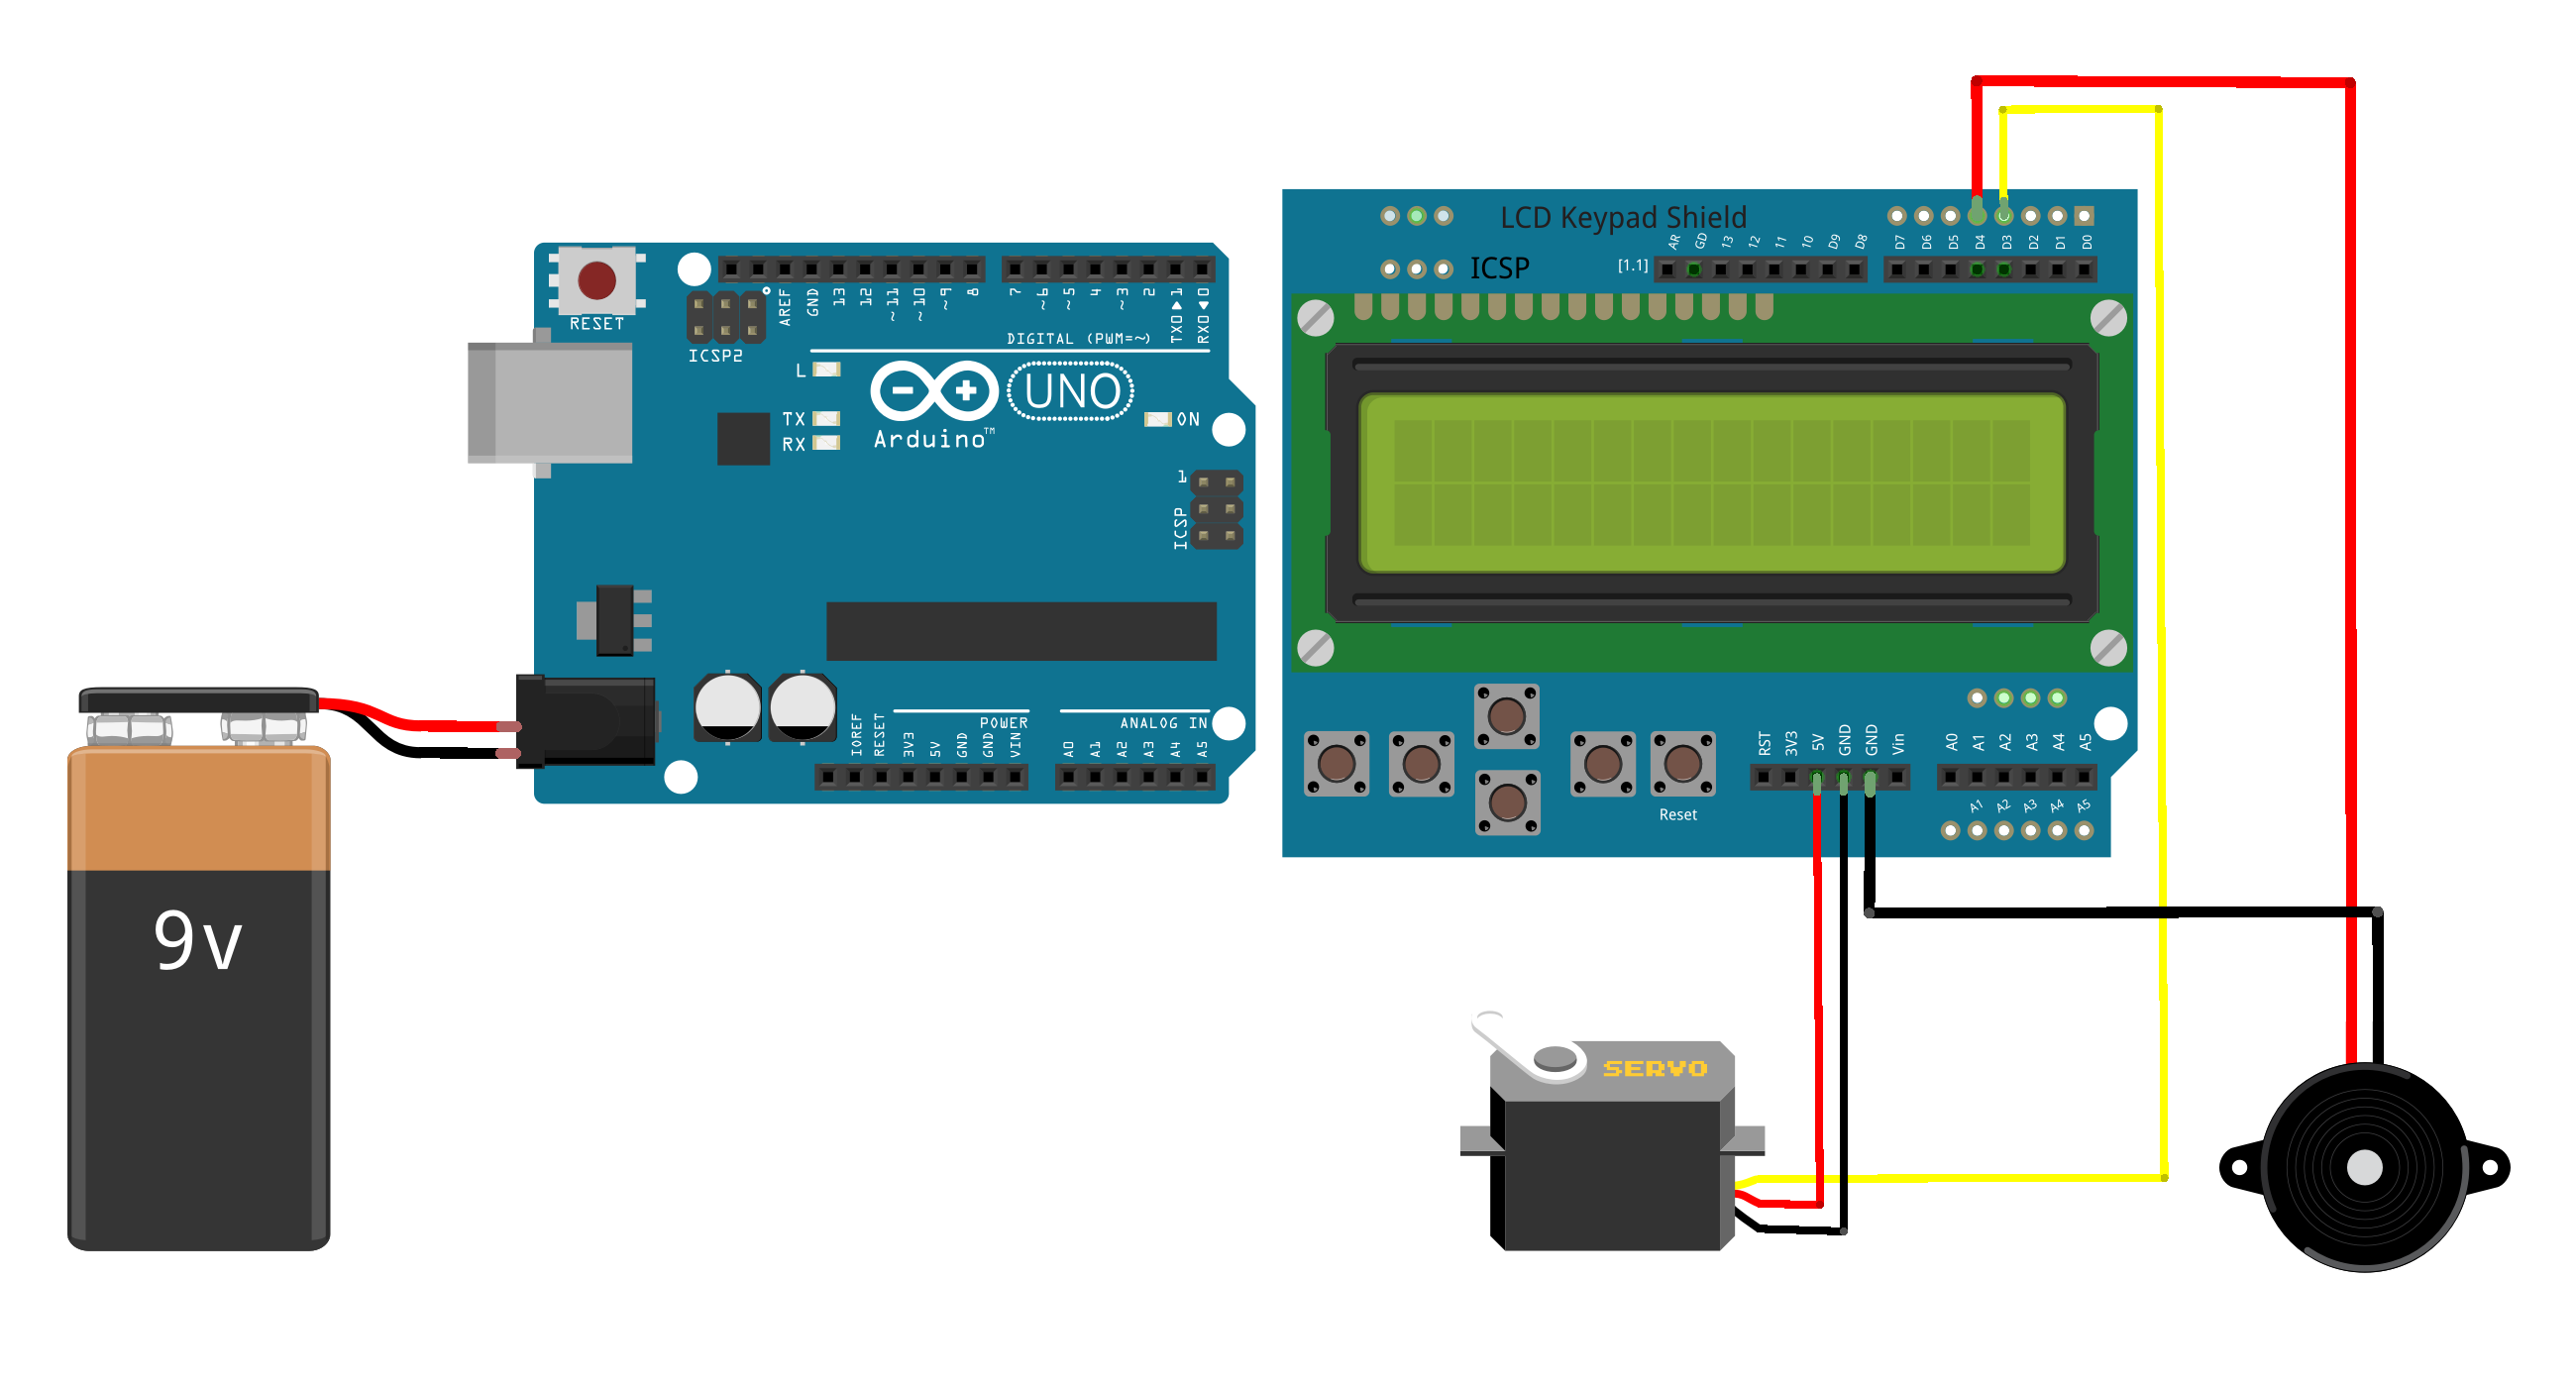 LCD Keypad Shield
D7 D6 D5 D4 D3 D2 D1 D0
AR GD 13 12 11 10 D9 D8
[1.1]
ICSP
RESET
ICSP2
AREF GND 13 12 ~11 ~10 ~9 8
7 ~6 ~5 4 ~3 2 TX0▶1 RX0◀0
DIGITAL (PWM=~)
L
TX
RX
UNO
Arduino™
ON
1
ICSP
POWER
ANALOG IN
IOREF RESET 3V3 5V GND GND VIN
A0 A1 A2 A3 A4 A5
RST 3V3 5V GND GND Vin
A0 A1 A2 A3 A4 A5
A1 A2 A3 A4 A5
Reset
9v
SERVO